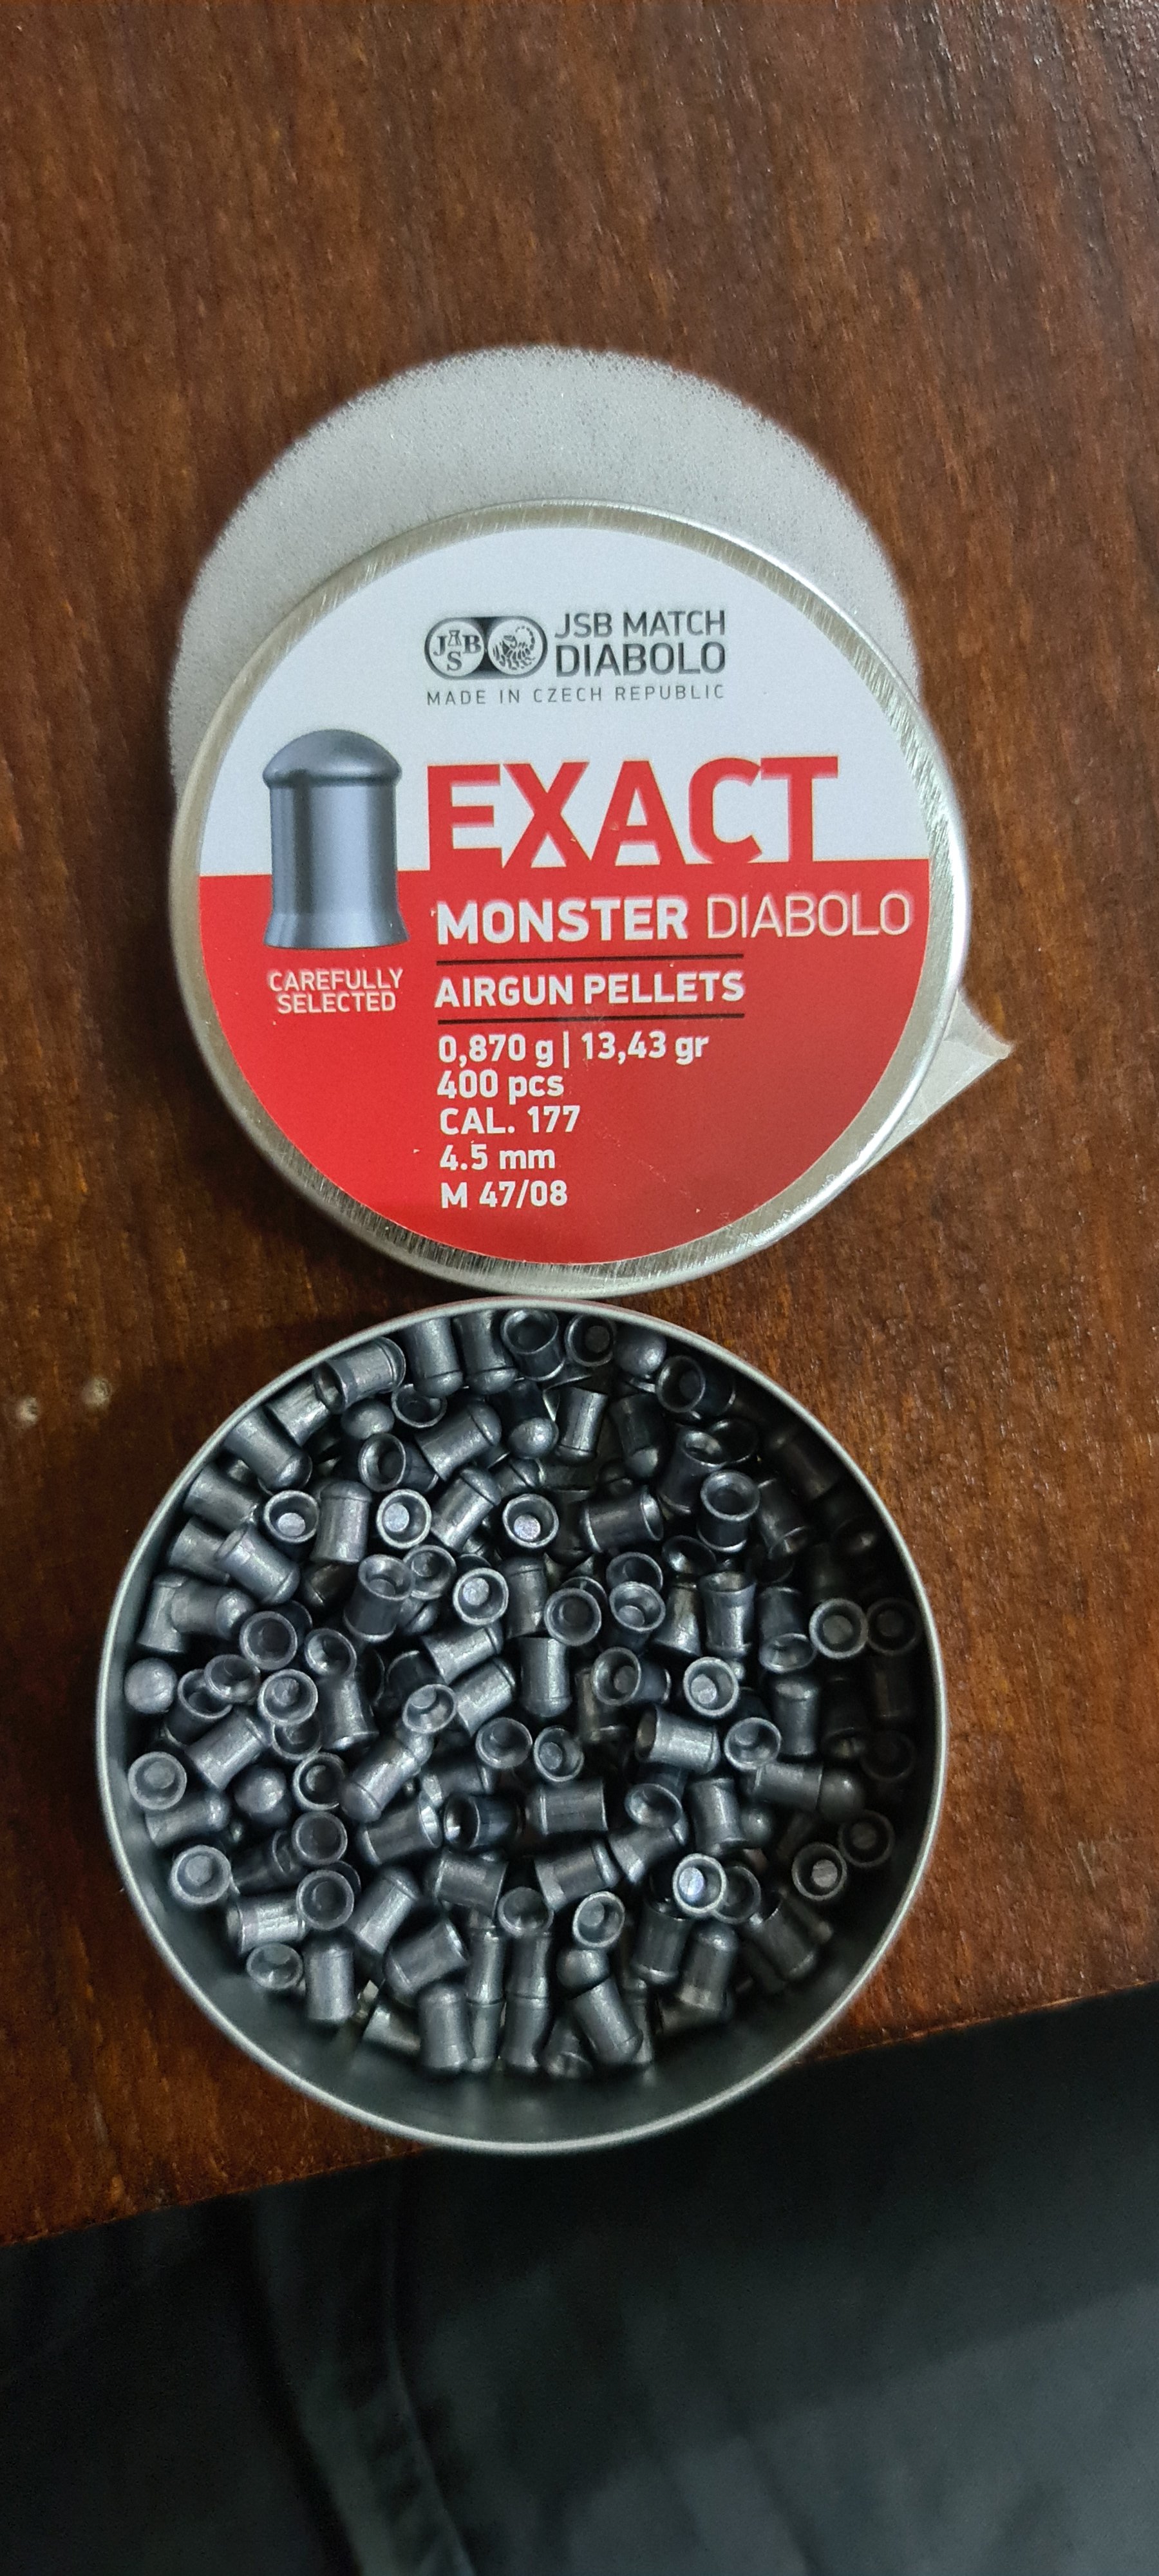 JSB
JSB MATCH
DIABOLO
MADE IN CZECH REPUBLIC
EXACT
MONSTER DIABOLO
CAREFULLY
SELECTED
AIRGUN PELLETS
0,870 g | 13,43 gr
400 pcs
CAL. 177
4.5 mm
M 47/08